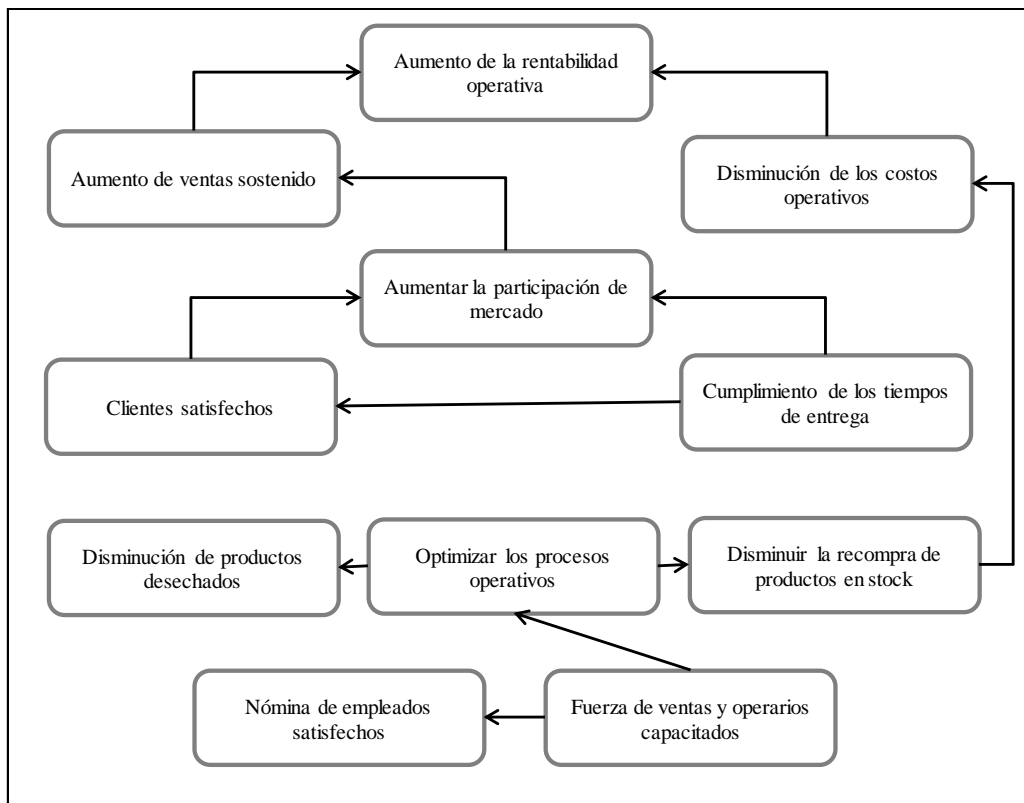 Aumento de la rentabilidad
operativa
Aumento de ventas sostenido
Disminución de los costos
operativos
Aumentar la participación de
mercado
Clientes satisfechos
Cumplimiento de los tiempos
de entrega
Disminución de productos
desechados
Optimizar los procesos
operativos
Disminuir la recompra de
productos en stock
Nómina de empleados
satisfechos
Fuerza de ventas y operarios
capacitados